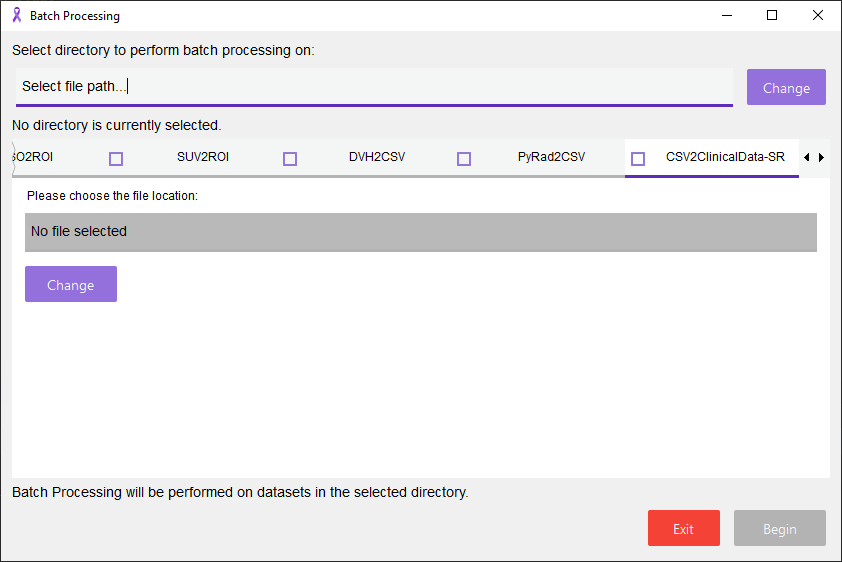 Batch Processing
Select directory to perform batch processing on:
Select file path...
Change
No directory is currently selected.
SUV2ROI
DVH2CSV
PyRad2CSV
CSV2ClinicalData-SR
Please choose the file location:
No file selected
Change
Batch Processing will be performed on datasets in the selected directory.
Exit
Begin